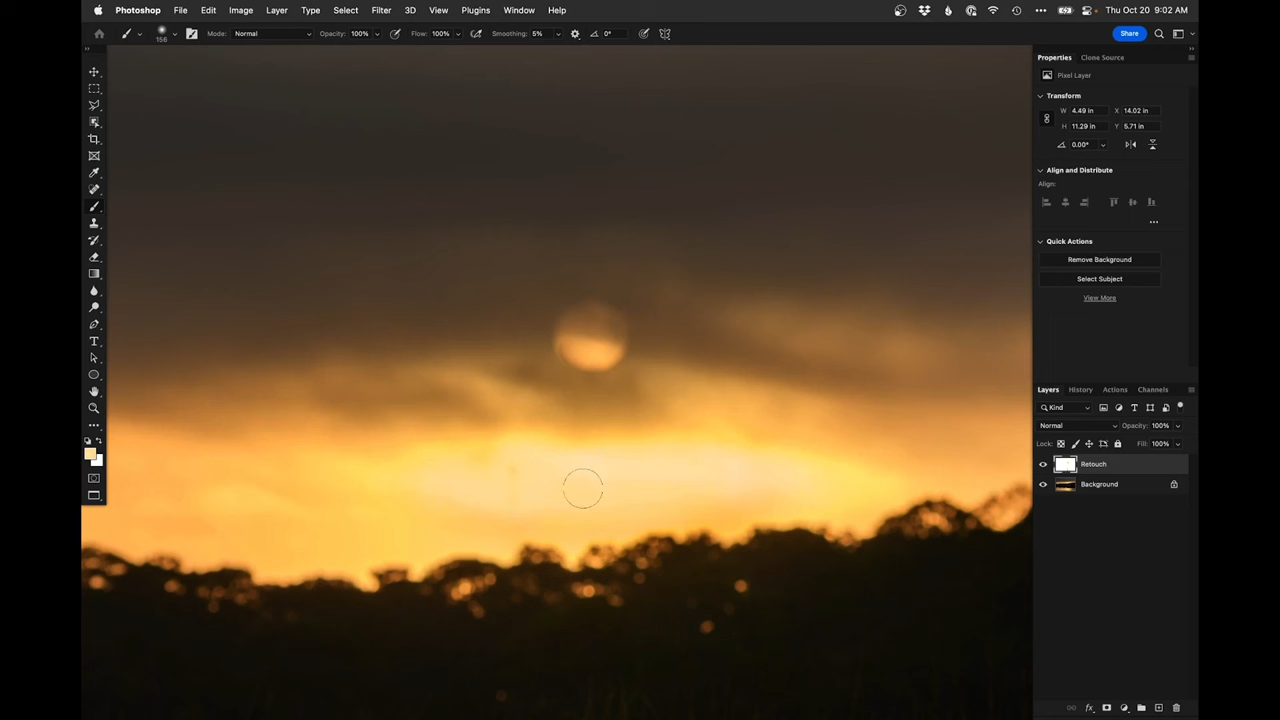 Photoshop File Edit Image Layer Type Select Filter 3D View Plugins Window Help Thu Oct 20 9:02 AM
156 Mode: Normal Opacity: 100% Flow: 100% Smoothing: 5% 0° Share
Properties Clone Source
Pixel Layer
Transform
W 4.49 in X 14.02 in
H 11.29 in Y 5.71 in
0.00°
Align and Distribute
Align:
Quick Actions
Remove Background
Select Subject
View More
Layers History Actions Channels
Kind
Normal Opacity: 100%
Lock: Fill: 100%
Retouch
Background